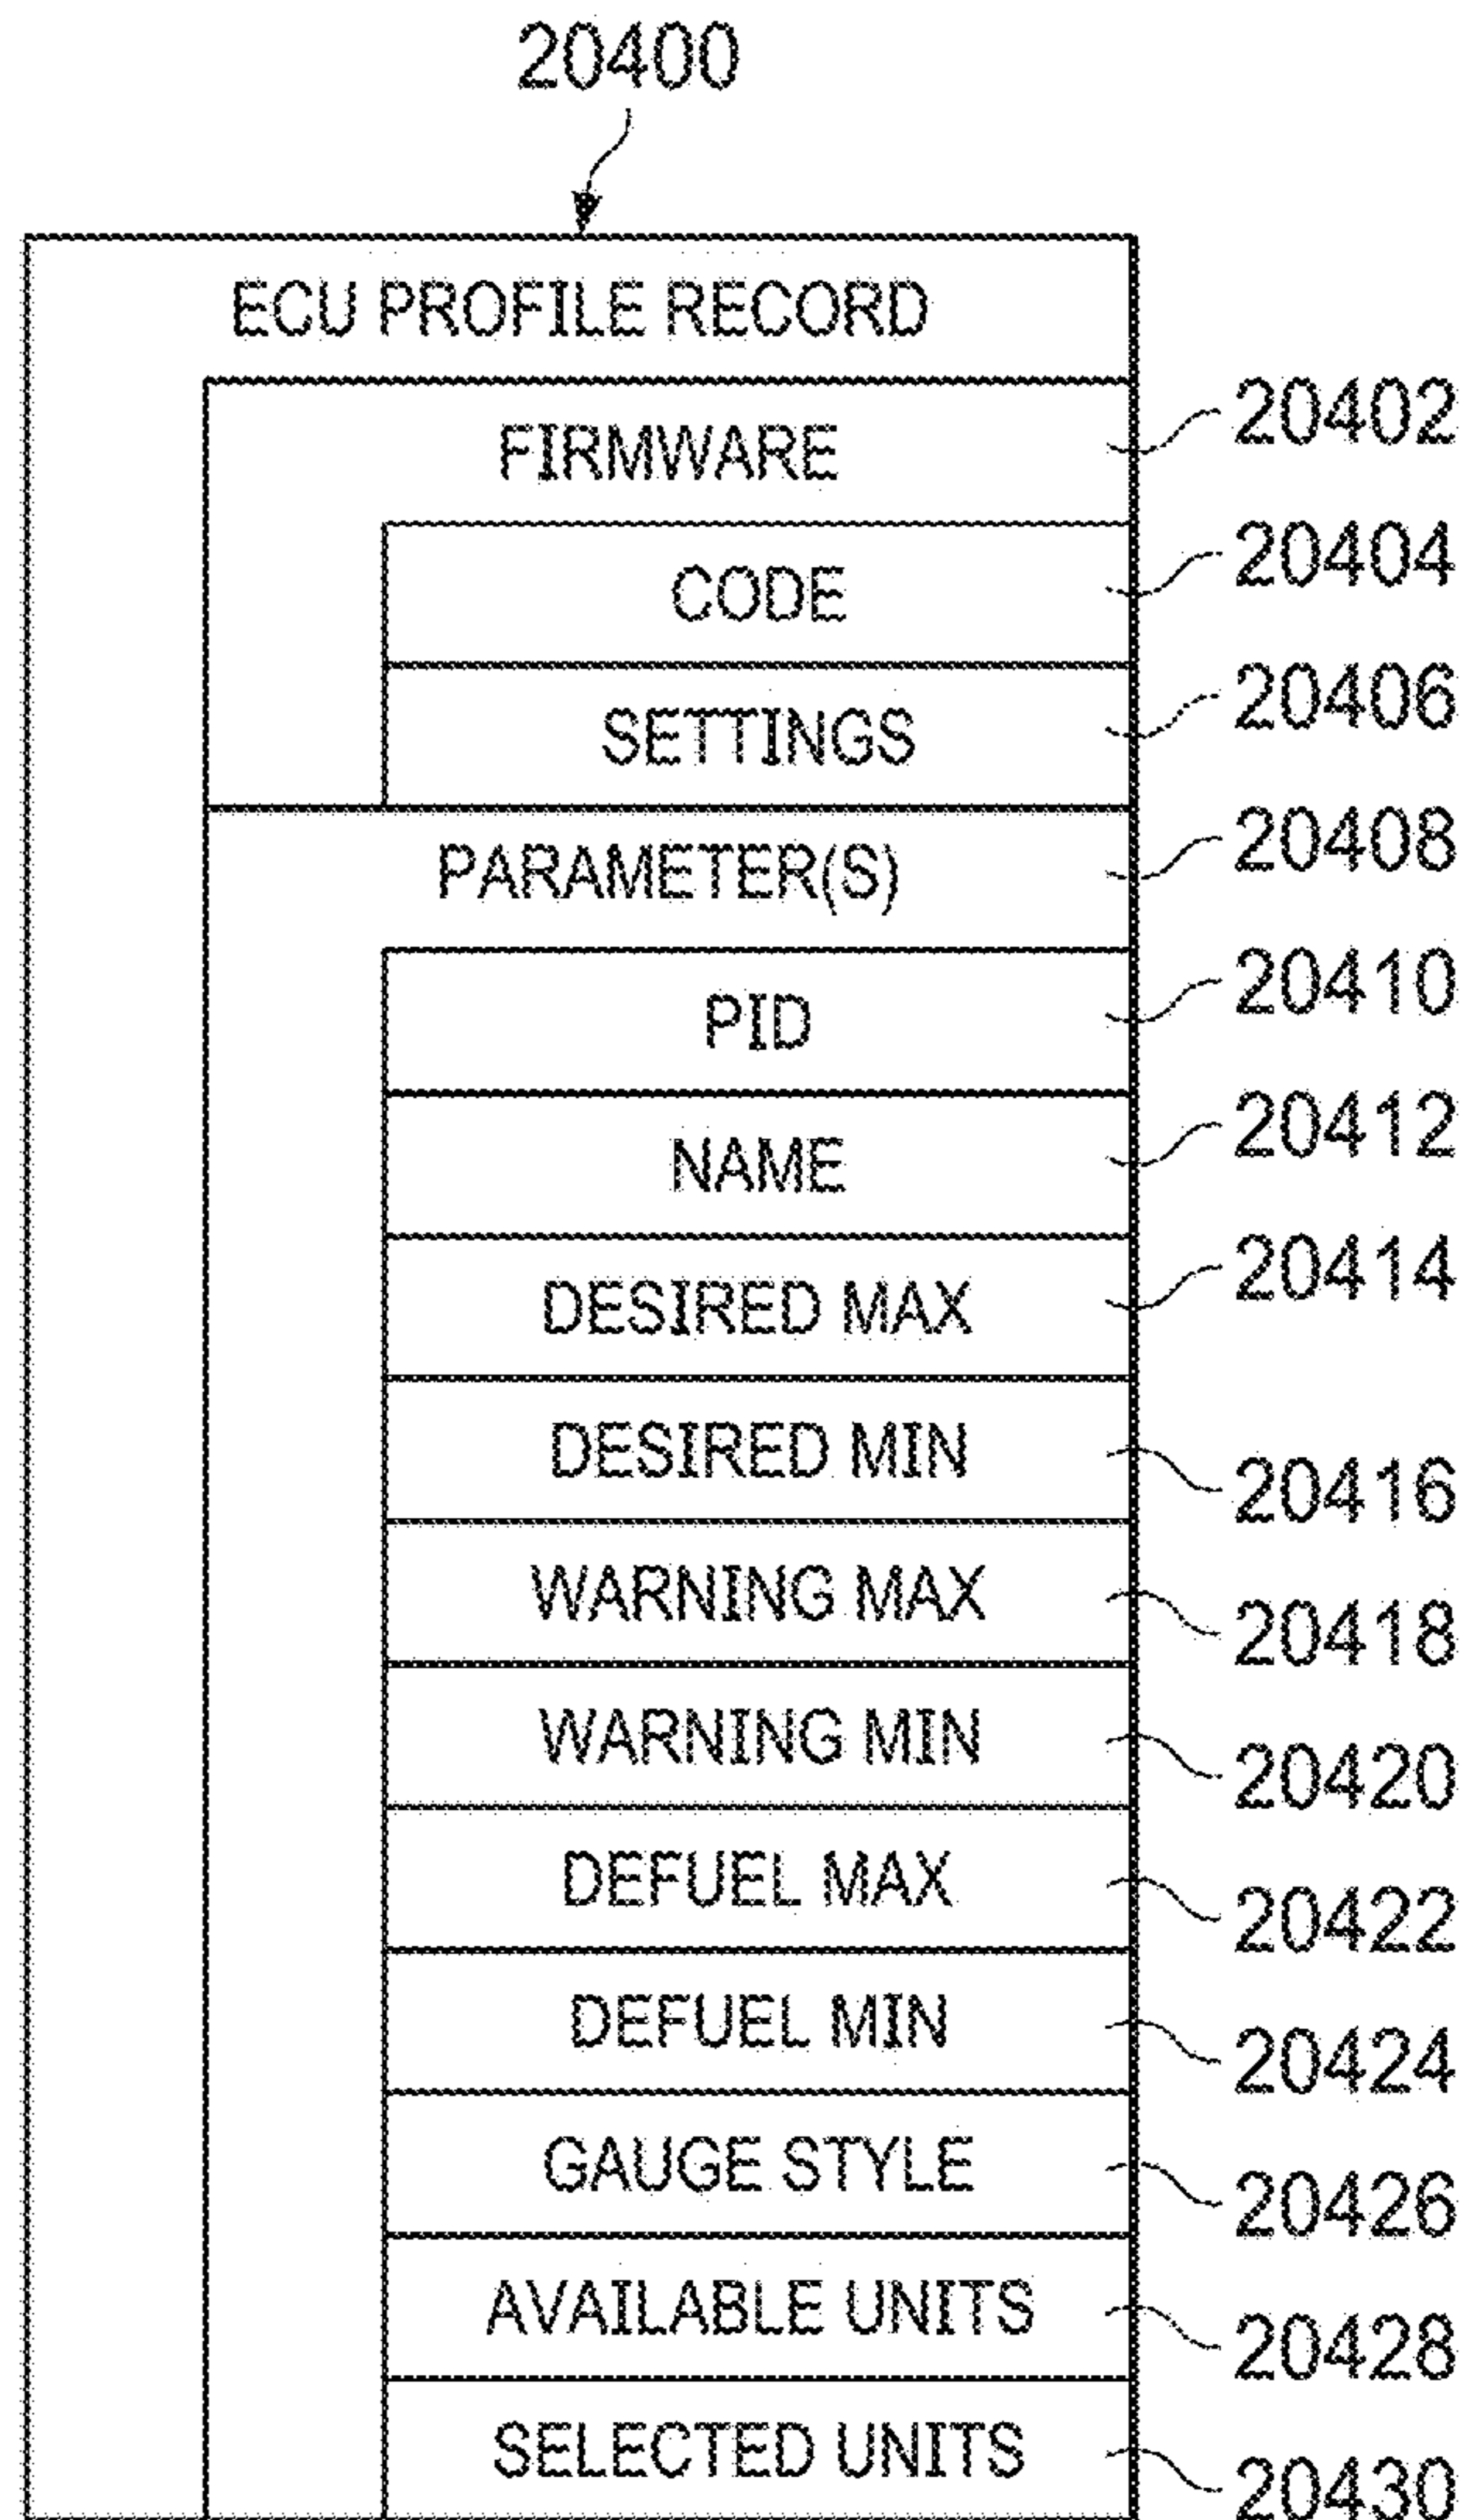 20400
ECU PROFILE RECORD
FIRMWARE 20402
CODE 20404
SETTINGS 20406
PARAMETER(S) 20408
PID 20410
NAME 20412
DESIRED MAX 20414
DESIRED MIN 20416
WARNING MAX 20418
WARNING MIN 20420
DEFUEL MAX 20422
DEFUEL MIN 20424
GAUGE STYLE 20426
AVAILABLE UNITS 20428
SELECTED UNITS 20430